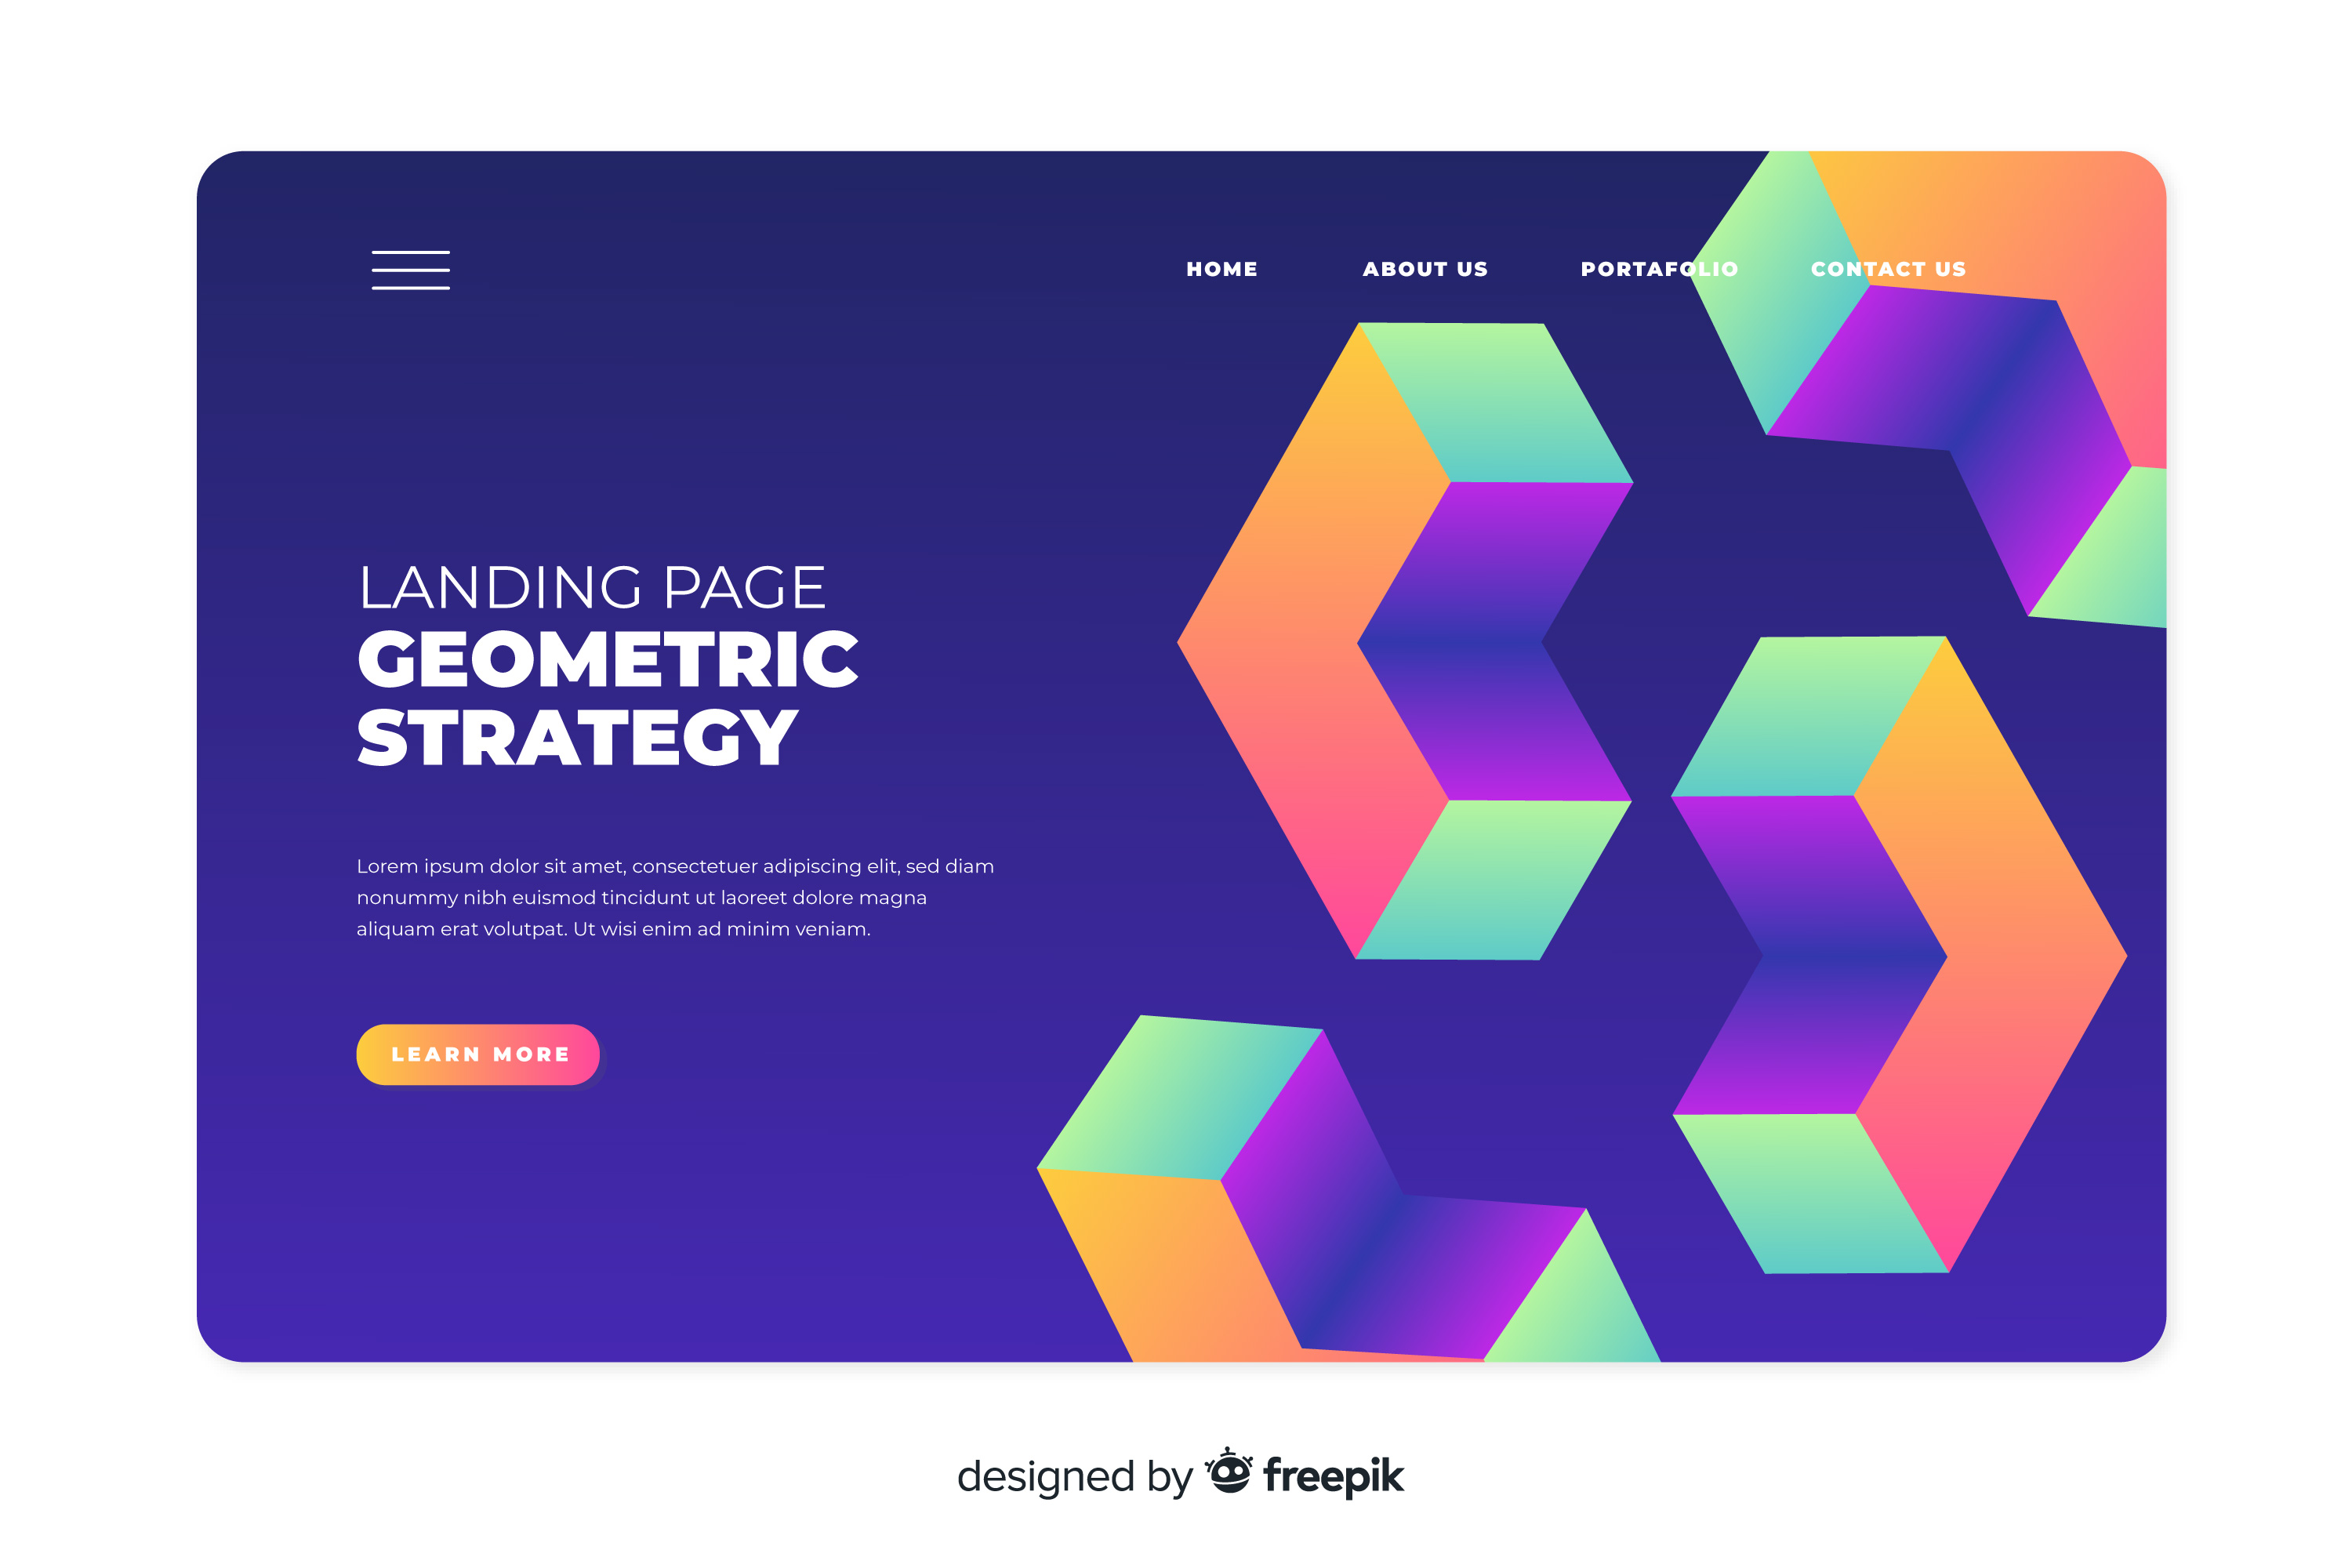 HOME ABOUT US PORTAFOLIO CONTACT US
LANDING PAGE
GEOMETRIC
STRATEGY
Lorem ipsum dolor sit amet, consectetuer adipiscing elit, sed diam
nonummy nibh euismod tincidunt ut laoreet dolore magna
aliquam erat volutpat. Ut wisi enim ad minim veniam.
LEARN MORE
designed by freepik